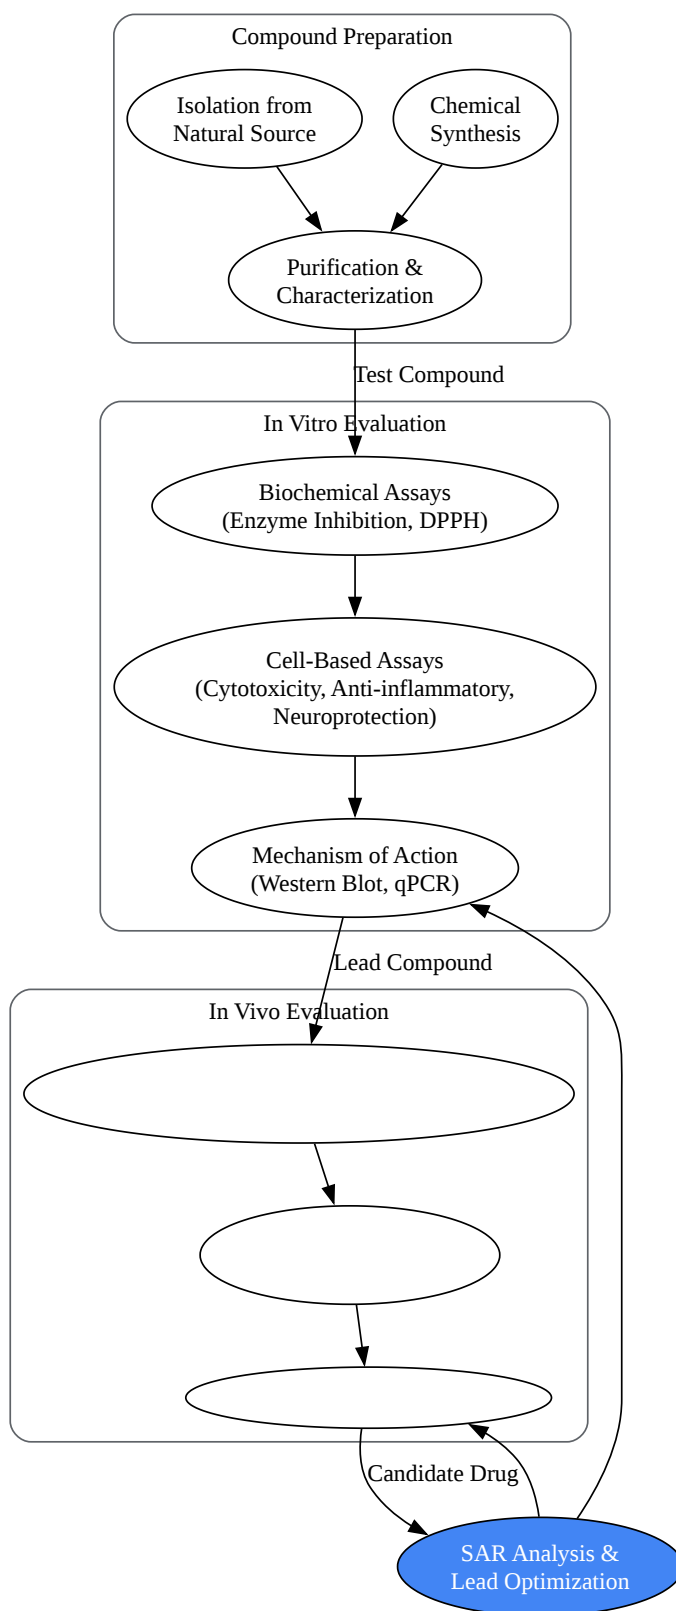 Compound Preparation
Isolation from
Natural Source
Chemical
Synthesis
Purification &
Characterization
Test Compound
In Vitro Evaluation
Biochemical Assays
(Enzyme Inhibition, DPPH)
Cell-Based Assays
(Cytotoxicity, Anti-inflammatory,
Neuroprotection)
Mechanism of Action
(Western Blot, qPCR)
Lead Compound
In Vivo Evaluation
Candidate Drug
SAR Analysis &
Lead Optimization